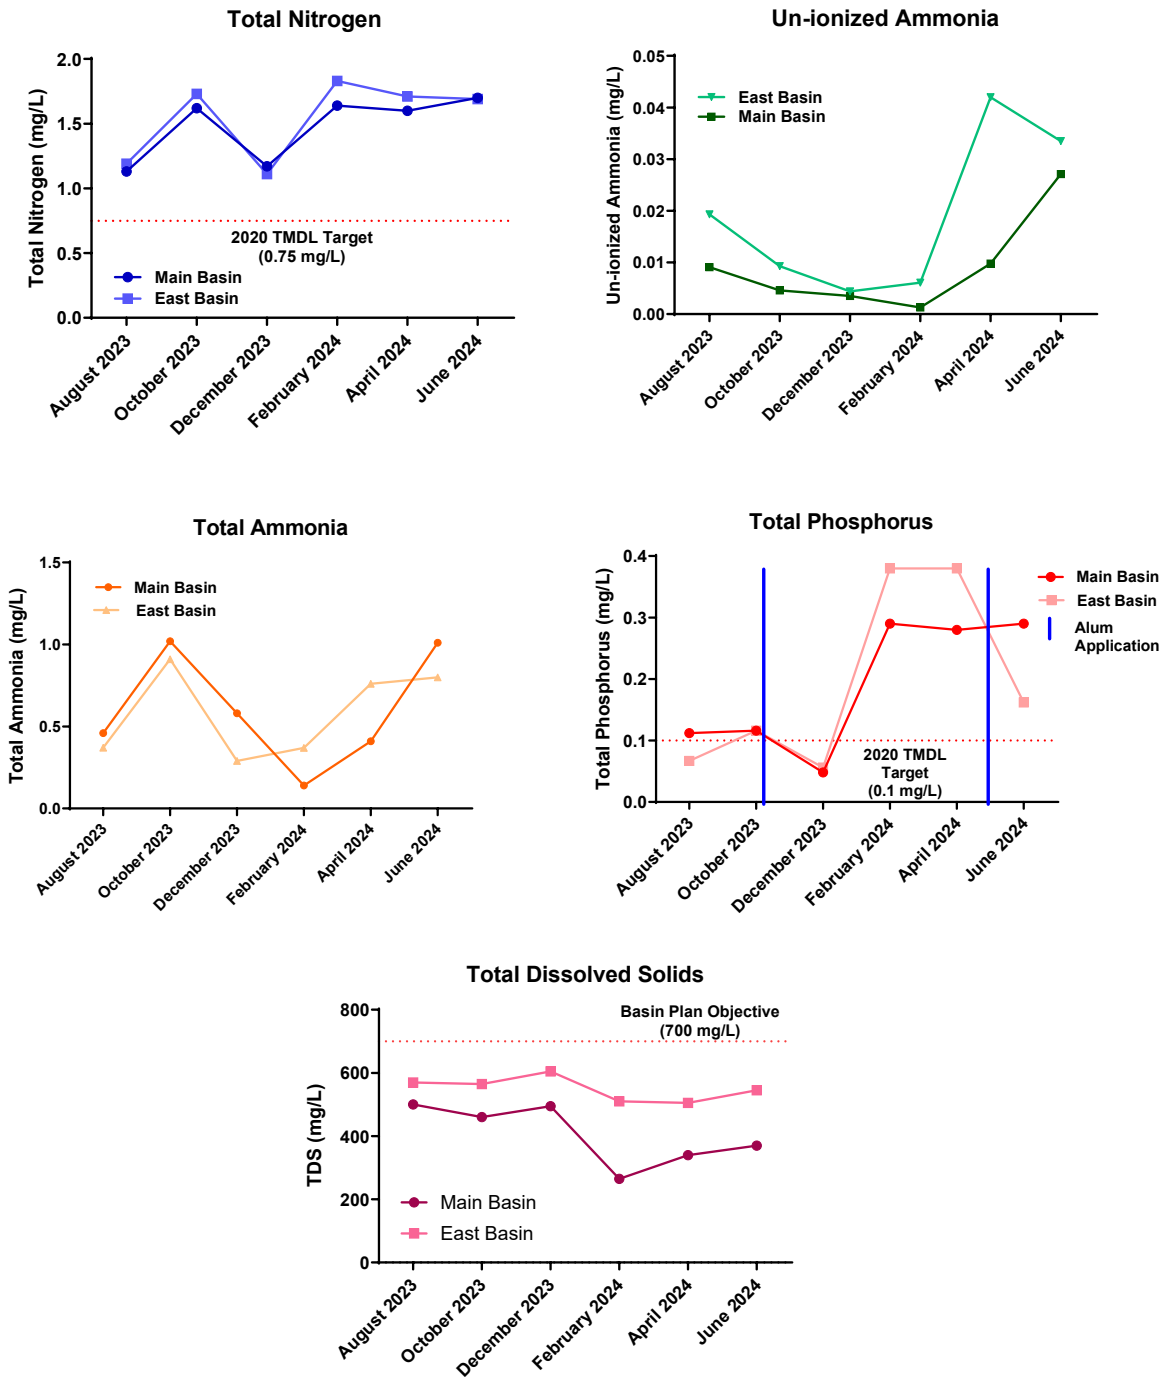 Total Nitrogen
Total Nitrogen (mg/L)
2.0
1.5
1.0
0.5
0.0
2020 TMDL Target
(0.75 mg/L)
Main Basin
East Basin
August 2023
October 2023
December 2023
February 2024
April 2024
June 2024
Un-ionized Ammonia
Un-ionized Ammonia (mg/L)
0.05
0.04
0.03
0.02
0.01
0.00
East Basin
Main Basin
August 2023
October 2023
December 2023
February 2024
April 2024
June 2024
Total Ammonia
Total Ammonia (mg/L)
1.5
1.0
0.5
0.0
Main Basin
East Basin
August 2023
October 2023
December 2023
February 2024
April 2024
June 2024
Total Phosphorus
Total Phosphorus (mg/L)
0.4
0.3
0.2
0.1
0.0
2020 TMDL
Target
(0.1 mg/L)
Main Basin
East Basin
Alum
Application
August 2023
October 2023
December 2023
February 2024
April 2024
June 2024
Total Dissolved Solids
TDS (mg/L)
800
600
400
200
0
Basin Plan Objective
(700 mg/L)
Main Basin
East Basin
August 2023
October 2023
December 2023
February 2024
April 2024
June 2024